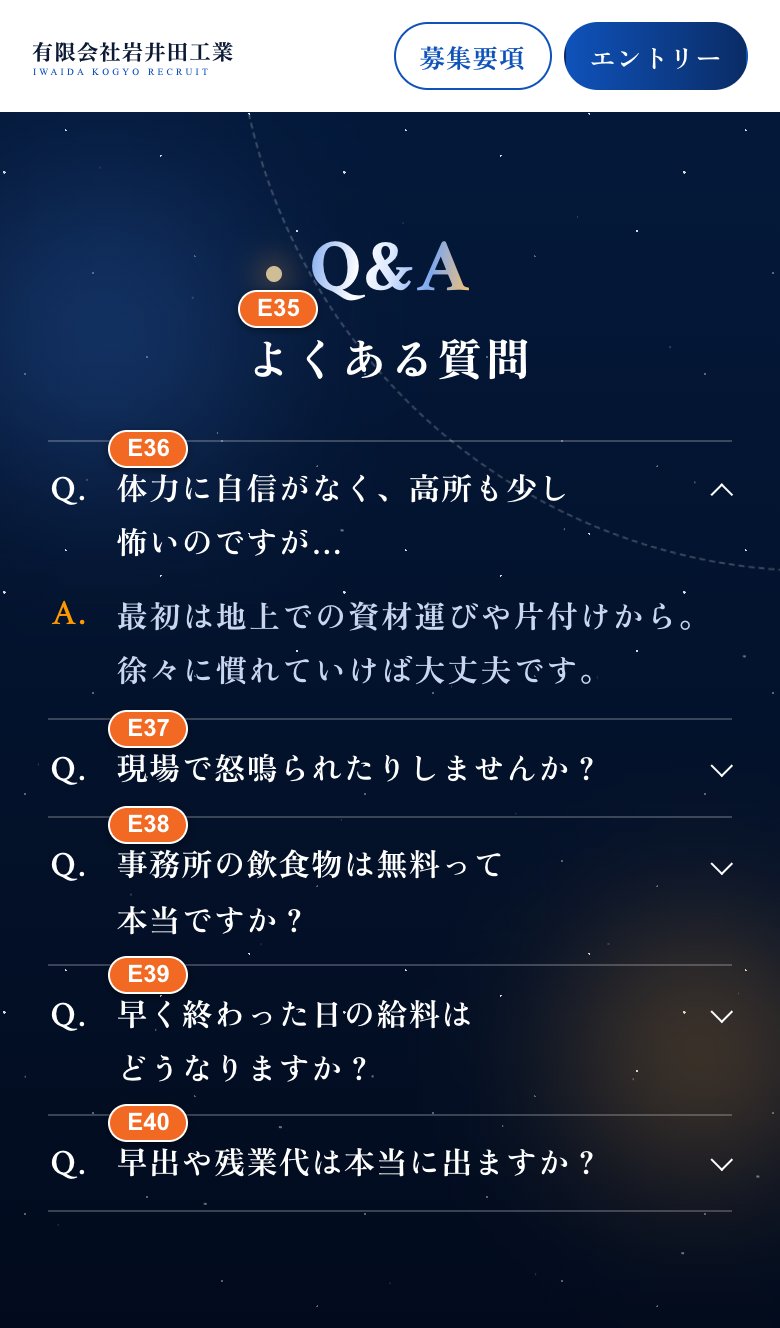 有限会社岩井田工業
IWAIDA KOGYO RECRUIT
募集要項
エントリー
Q&A
E35
よくある質問
E36
Q. 体力に自信がなく、高所も少し
怖いのですが...
A. 最初は地上での資材運びや片付けから。
徐々に慣れていけば大丈夫です。
E37
Q. 現場で怒鳴られたりしませんか？
E38
Q. 事務所の飲食物は無料って
本当ですか？
E39
Q. 早く終わった日の給料は
どうなりますか？
E40
Q. 早出や残業代は本当に出ますか？